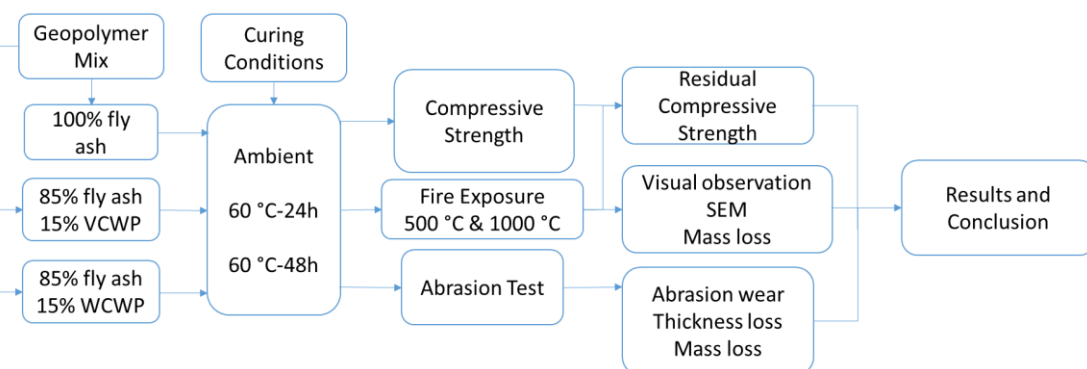 Geopolymer
Mix
Curing
Conditions
100% fly
ash
85% fly ash
15% VCWP
85% fly ash
15% WCWP
Ambient
60 °C-24h
60 °C-48h
Compressive
Strength
Fire Exposure
500 °C & 1000 °C
Abrasion Test
Residual
Compressive
Strength
Visual observation
SEM
Mass loss
Abrasion wear
Thickness loss
Mass loss
Results and
Conclusion